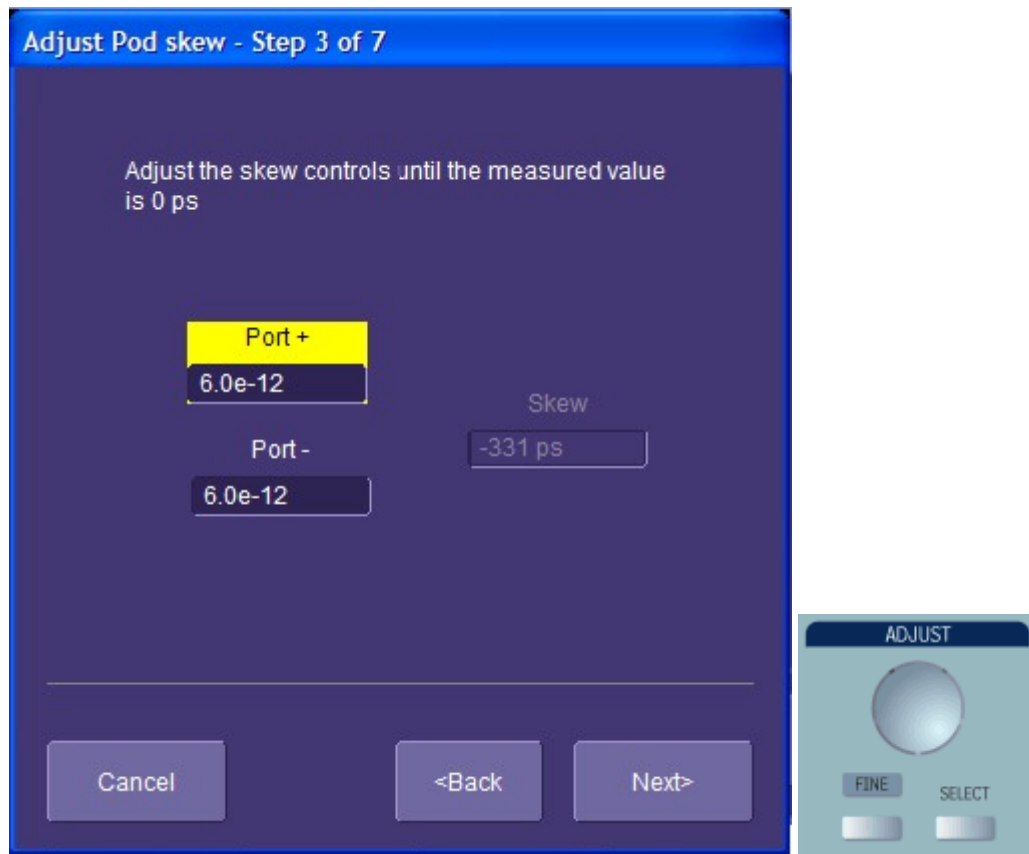 Adjust Pod skew - Step 3 of 7
Adjust the skew controls until the measured value
is 0 ps
Port +
6.0e-12
Skew
-331 ps
Port -
6.0e-12
Cancel
<Back
Next>
ADJUST
FINE
SELECT